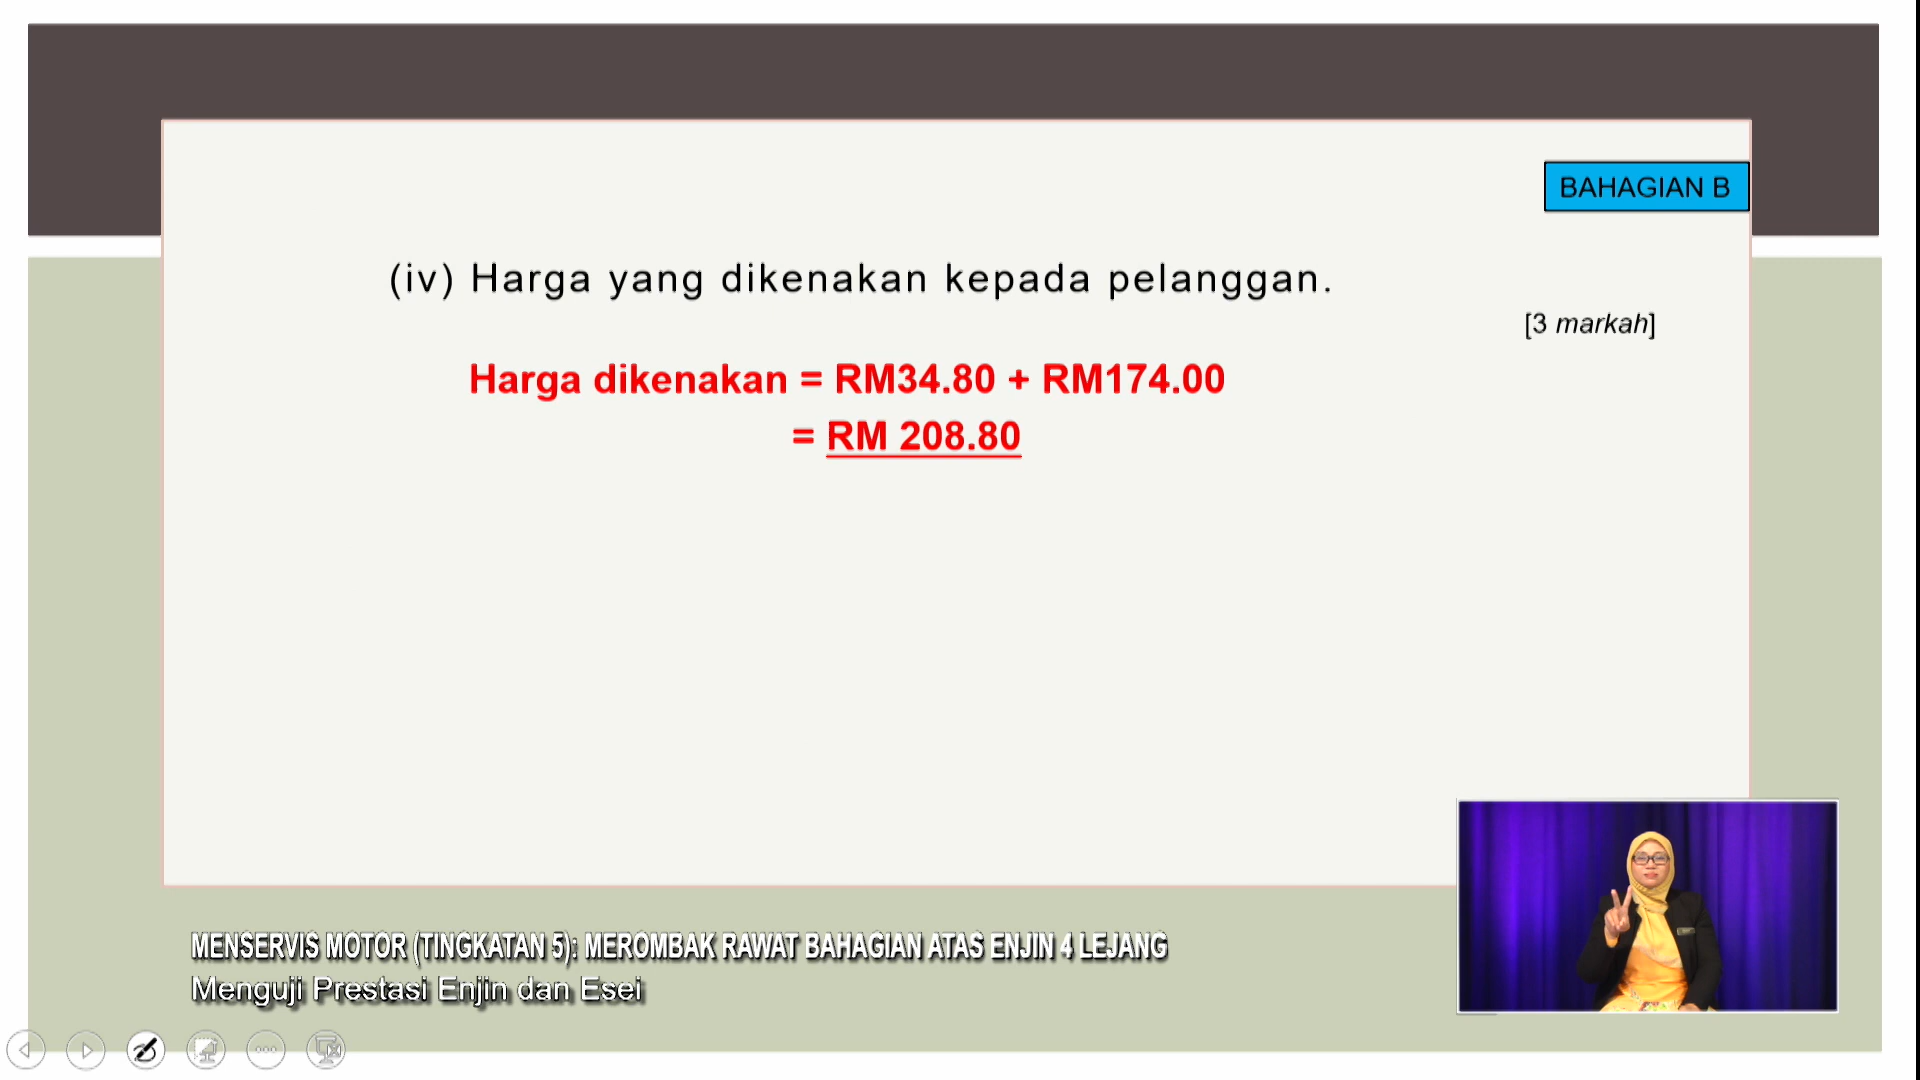 BAHAGIAN B
(iv) Harga yang dikenakan kepada pelanggan.
[3 markah]
Harga dikenakan = RM34.80 + RM174.00
= RM 208.80
MENSERVIS MOTOR (TINGKATAN 5): MEROMBAK RAWAT BAHAGIAN ATAS ENJIN 4 LEJANG
Menguji Prestasi Enjin dan Esei